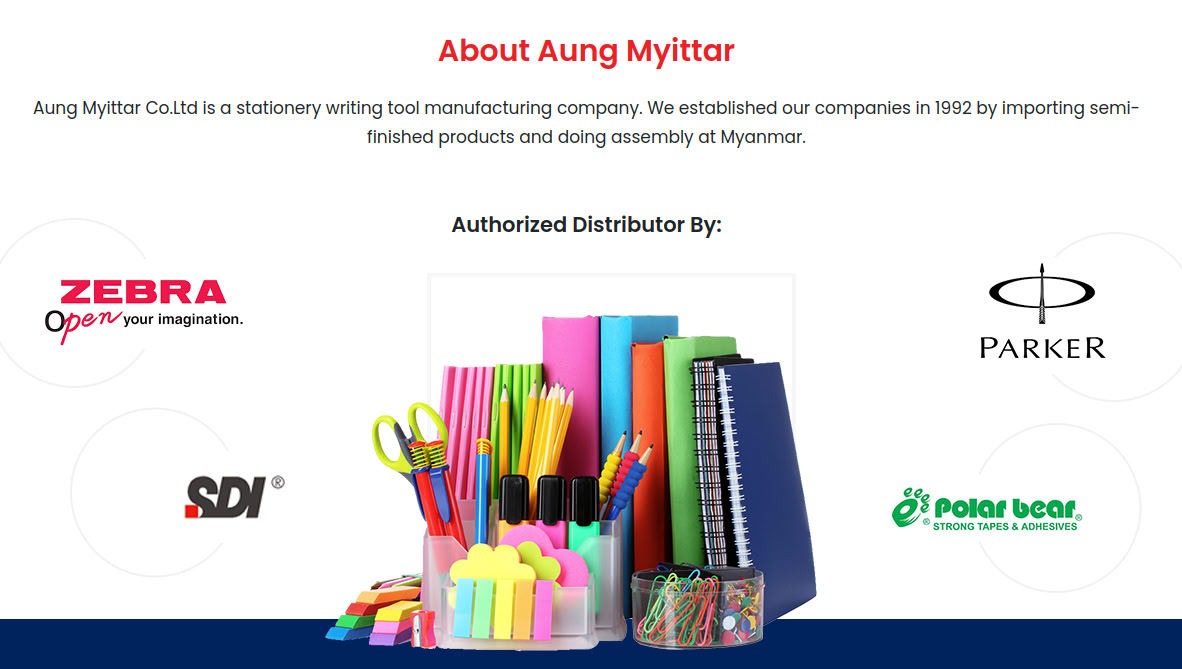 About Aung Myittar
Aung Myittar Co.Ltd is a stationery writing tool manufacturing company. We established our companies in 1992 by importing semi-
finished products and doing assembly at Myanmar.
Authorized Distributor By:
ZEBRA
Open your imagination.
PARKER
SDI ®
Polar bear ®
® STRONG TAPES & ADHESIVES